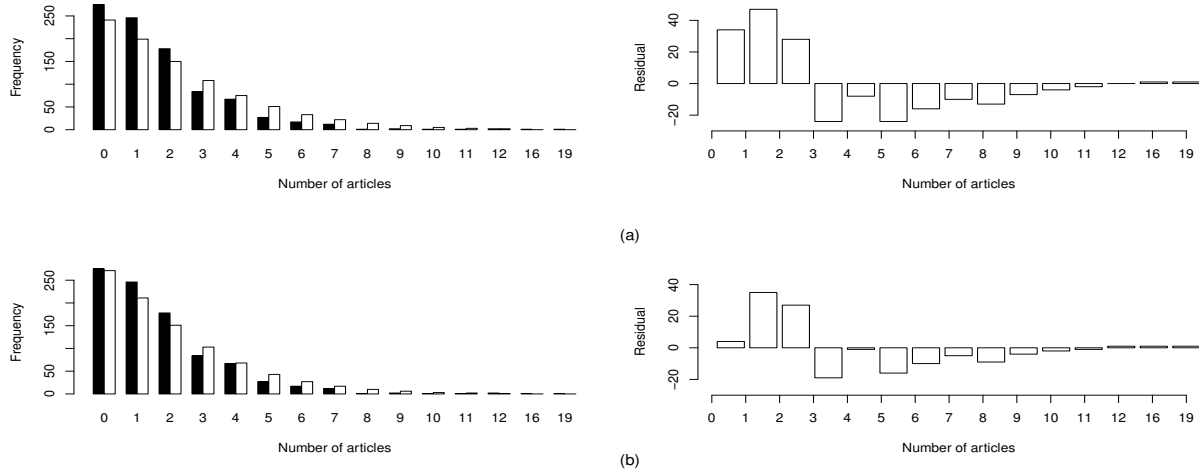 Frequency
0 50 150 250
0 1 2 3 4 5 6 7 8 9 10 11 12 16 19
Number of articles
Residual
−20 0 20 40
0 1 2 3 4 5 6 7 8 9 10 11 12 16 19
Number of articles
(a)
Frequency
0 50 150 250
0 1 2 3 4 5 6 7 8 9 10 11 12 16 19
Number of articles
Residual
−20 0 20 40
0 1 2 3 4 5 6 7 8 9 10 11 12 16 19
Number of articles
(b)